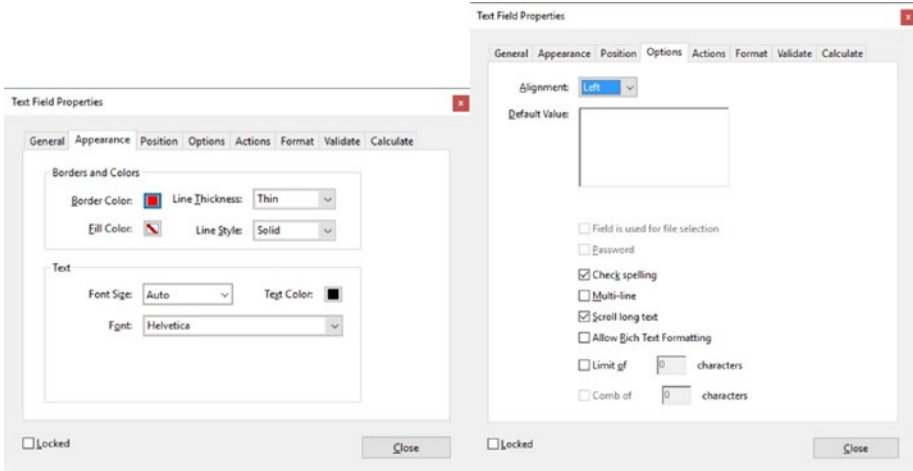 Text Field Properties
x
General Appearance Position Options Actions Format Validate Calculate
Borders and Colors
Border Color:
Line Thickness: Thin
Fill Color:
Line Style: Solid
Text
Font Size: Auto
Text Color:
Font: Helvetica
Locked
Close
Text Field Properties
x
General Appearance Position Options Actions Format Validate Calculate
Alignment: Left
Default Value:
Field is used for file selection
Password
Check spelling
Multi-line
Scroll long text
Allow Rich Text Formatting
Limit of 0 characters
Comb of 0 characters
Locked
Close